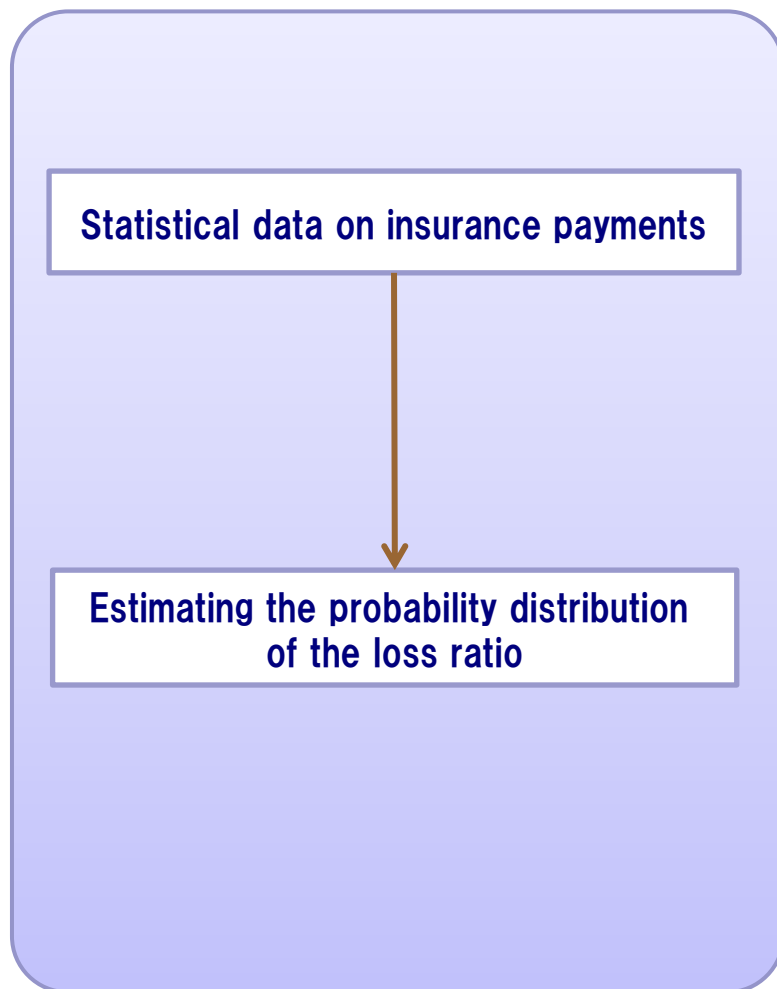 Statistical data on insurance payments
Estimating the probability distribution
of the loss ratio